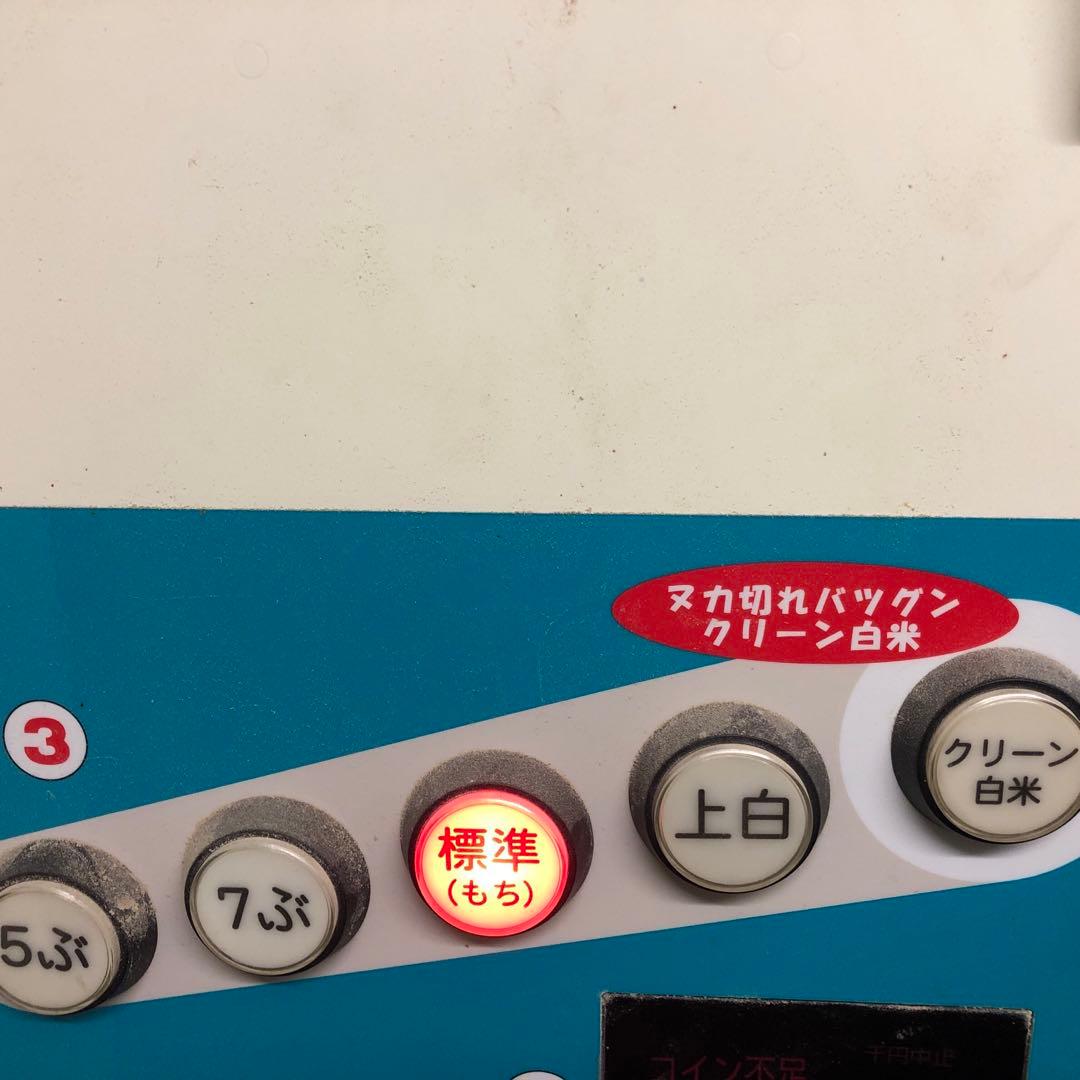 ヌカ切れバツグン
クリーン白米
3
5ぶ
7ぶ
標準
(もち)
上白
クリーン
白米
コイン不足
千円中止